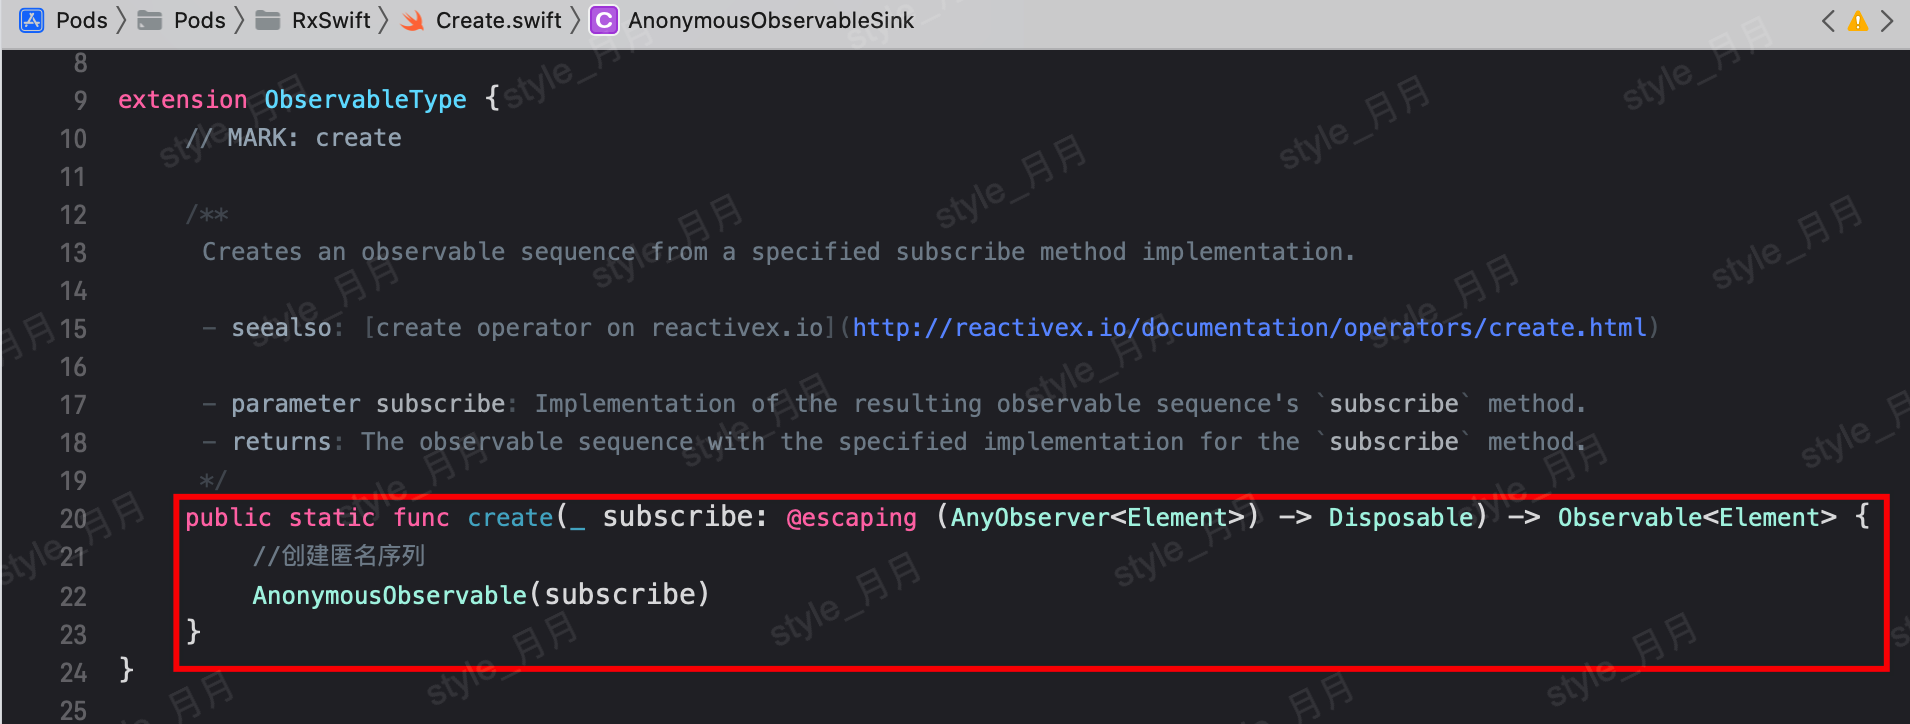 Pods Pods RxSwift Create.swift C AnonymousObservableSink
8
9 extension ObservableType {
10 // MARK: create
11
12 /**
13 Creates an observable sequence from a specified subscribe method implementation.
14
15 - seealso: [create operator on reactivex.io](http://reactivex.io/documentation/operators/create.html)
16
17 - parameter subscribe: Implementation of the resulting observable sequence's `subscribe` method.
18 - returns: The observable sequence with the specified implementation for the `subscribe` method.
19 */
20 public static func create(_ subscribe: @escaping (AnyObserver<Element>) -> Disposable) -> Observable<Element> {
21 //创建匿名序列
22 AnonymousObservable(subscribe)
23 }
24 }
25
style_月月